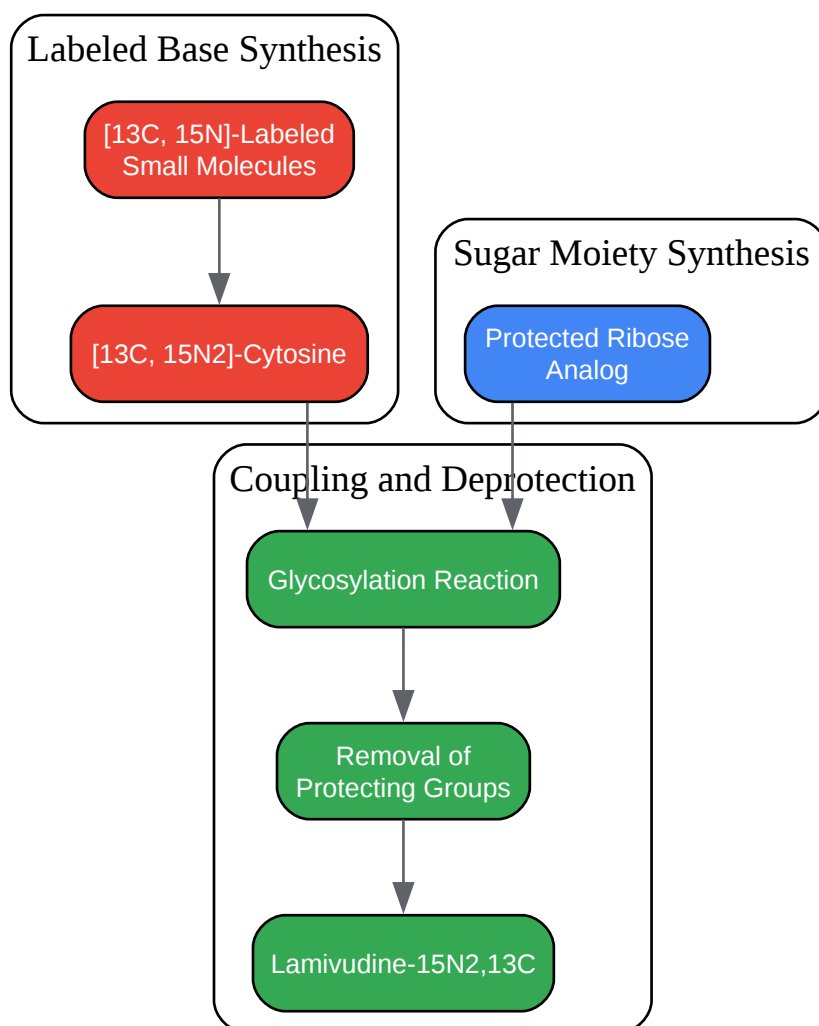 Labeled Base Synthesis
[13C, 15N]-Labeled
Small Molecules
[13C, 15N2]-Cytosine
Sugar Moiety Synthesis
Protected Ribose
Analog
Coupling and Deprotection
Glycosylation Reaction
Removal of
Protecting Groups
Lamivudine-15N2,13C